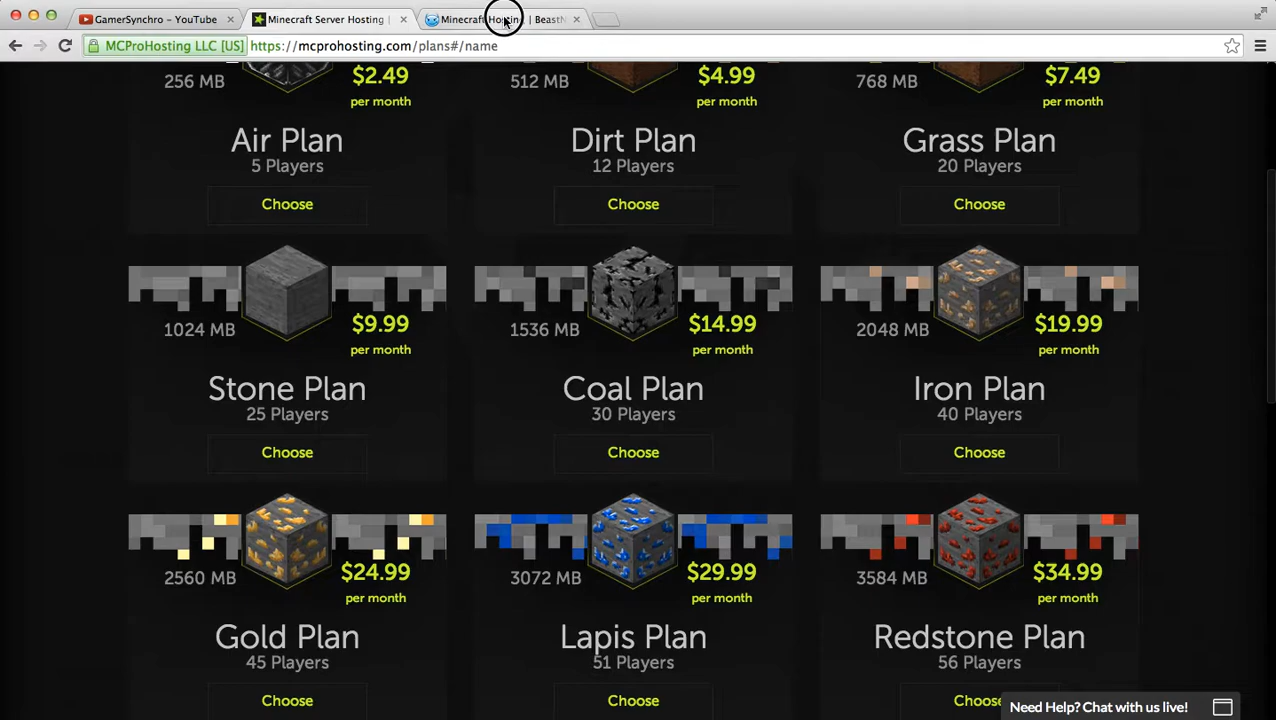 GamerSynchro - YouTube
Minecraft Server Hosting |
Minecraft Hosting | BeastN
MCProHosting LLC [US]
https://mcprohosting.com/plans#/name
256 MB
$2.49
per month
512 MB
$4.99
per month
768 MB
$7.49
per month
Air Plan
5 Players
Choose
Dirt Plan
12 Players
Choose
Grass Plan
20 Players
Choose
1024 MB
$9.99
per month
1536 MB
$14.99
per month
2048 MB
$19.99
per month
Stone Plan
25 Players
Choose
Coal Plan
30 Players
Choose
Iron Plan
40 Players
Choose
2560 MB
$24.99
per month
3072 MB
$29.99
per month
3584 MB
$34.99
per month
Gold Plan
45 Players
Choose
Lapis Plan
51 Players
Choose
Redstone Plan
56 Players
Need Help? Chat with us live!